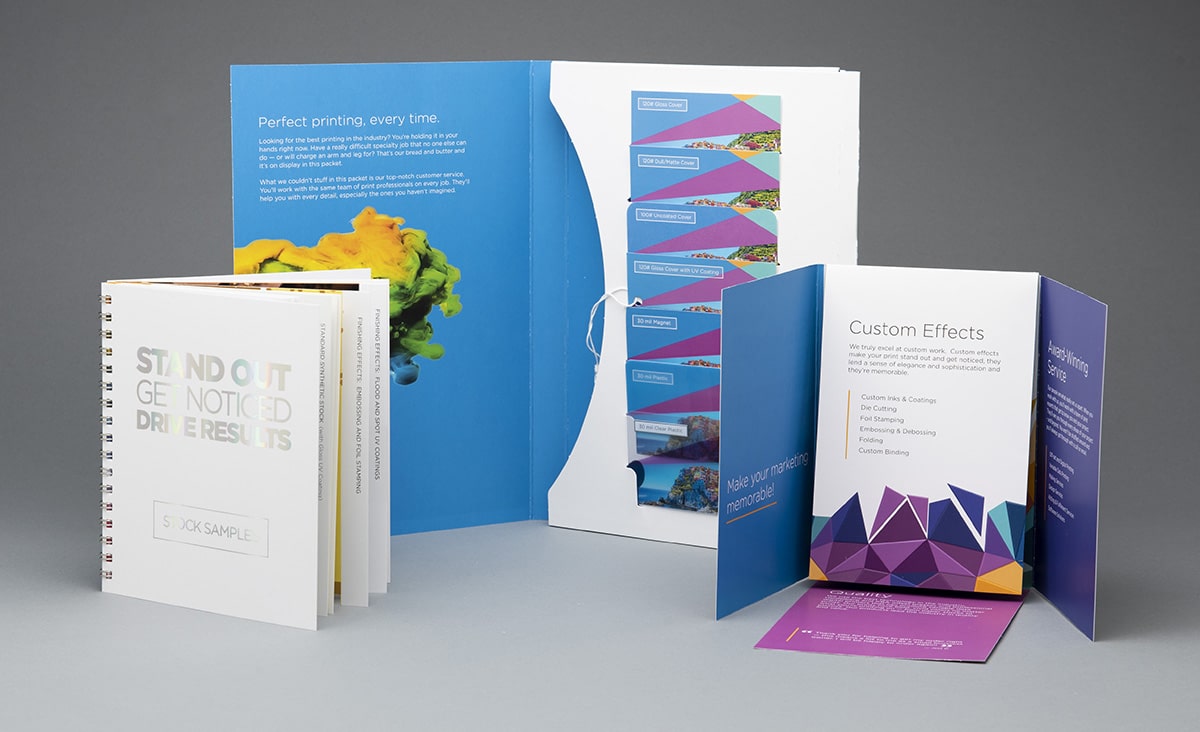 Perfect printing, every time.
Looking for the best printing in the industry? You're holding it in your
hands right now. Have a really difficult specialty job that no one else can
do — or will charge an arm and leg for? That's our bread and butter and
it's on display in this packet.
What we couldn't stuff in this packet is our top-notch customer service.
You'll work with the same team of print professionals on every job. They'll
help you with every detail, especially the ones you haven't imagined.
120# Gloss Cover
120# Dull/Matte Cover
100# Uncoated Cover
120# Gloss Cover with UV Coating
30 mil Magnet
30 mil Plastic
30 mil Clear Plastic
STAND OUT
GET NOTICED
DRIVE RESULTS
STOCK SAMPLES
STANDARD SYNTHETIC STOCK (with Gloss UV Coating)
FINISHING EFFECTS: EMBOSSING AND FOIL STAMPING
FINISHING EFFECTS: FLOOD AND SPOT UV COATINGS
Make your marketing
memorable!
Custom Effects
We truly excel at custom work. Custom effects
make your print stand out and get noticed, they
lend a sense of elegance and sophistication and
they're memorable.
Custom Inks & Coatings
Die Cutting
Foil Stamping
Embossing & Debossing
Folding
Custom Binding
Award-Winning
Service
Quality